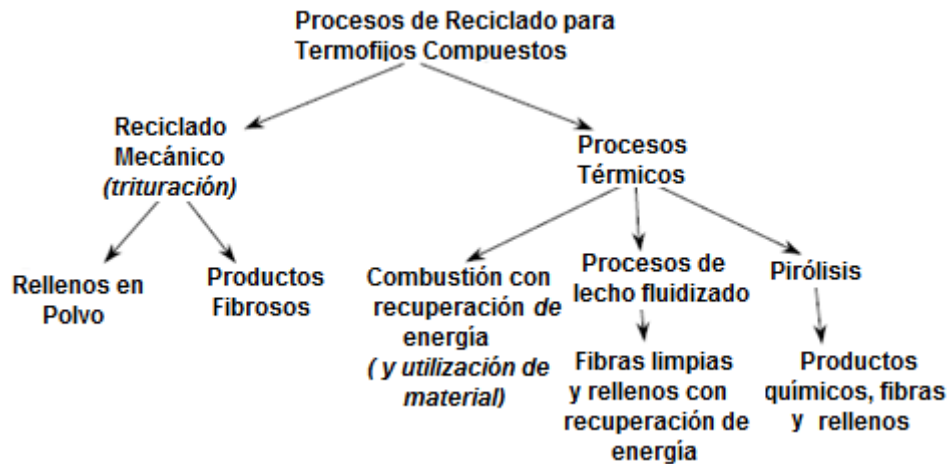 Procesos de Reciclado para
Termofijos Compuestos
Reciclado
Mecánico
(trituración)
Procesos
Térmicos
Rellenos en
Polvo
Productos
Fibrosos
Combustión con
recuperación de
energía
( y utilización de
material)
Procesos de
lecho fluidizado
Pirólisis
Fibras limpias
y rellenos con
recuperación de
energía
Productos
químicos, fibras
y rellenos